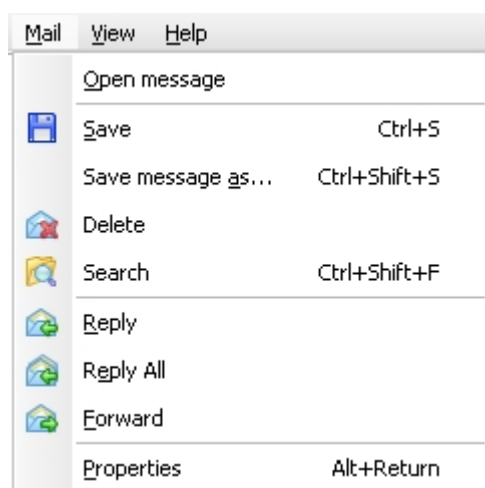 Mail View Help
Open message
Save Ctrl+S
Save message as... Ctrl+Shift+S
Delete
Search Ctrl+Shift+F
Reply
Reply All
Forward
Properties Alt+Return